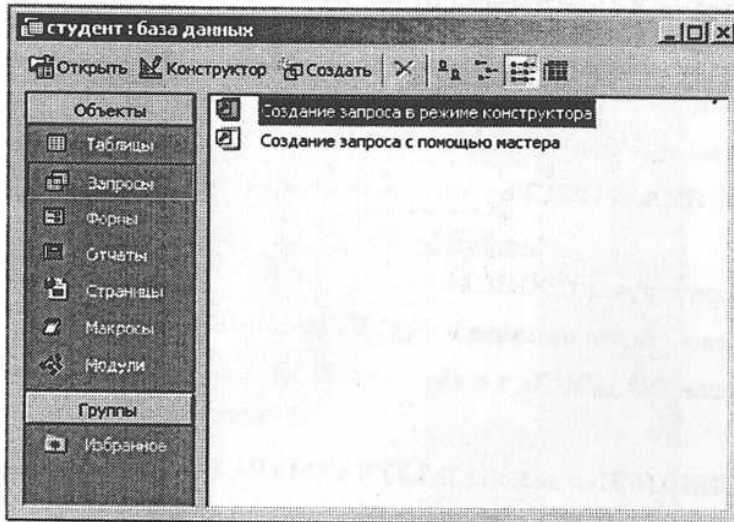 студент : база данных
Открыть Конструктор Создать
Объекты
Таблицы
Запросы
Формы
Отчеты
Страницы
Макросы
Модули
Группы
Избранное
Создание запроса в режиме конструктора
Создание запроса с помощью мастера